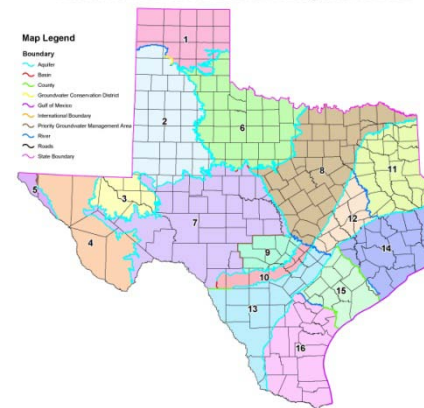 Map Legend
Boundary
Aquifer
Basin
County
Groundwater Conservation District
Gulf of Mexico
International Boundary
Priority Groundwater Management Area
River
Roads
State Boundary
1
2
6
8
11
3
5
7
12
4
9
14
10
13
15
16